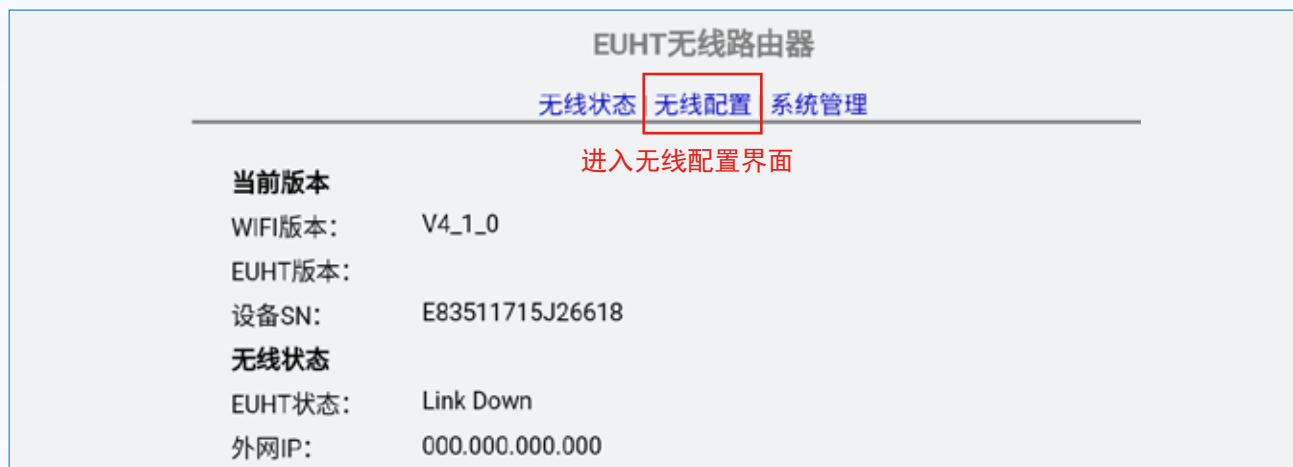 EUHT无线路由器
无线状态 | 无线配置 | 系统管理
进入无线配置界面
当前版本
WIFI版本： V4_1_0
EUHT版本：
设备SN： E83511715J26618
无线状态
EUHT状态： Link Down
外网IP： 000.000.000.000